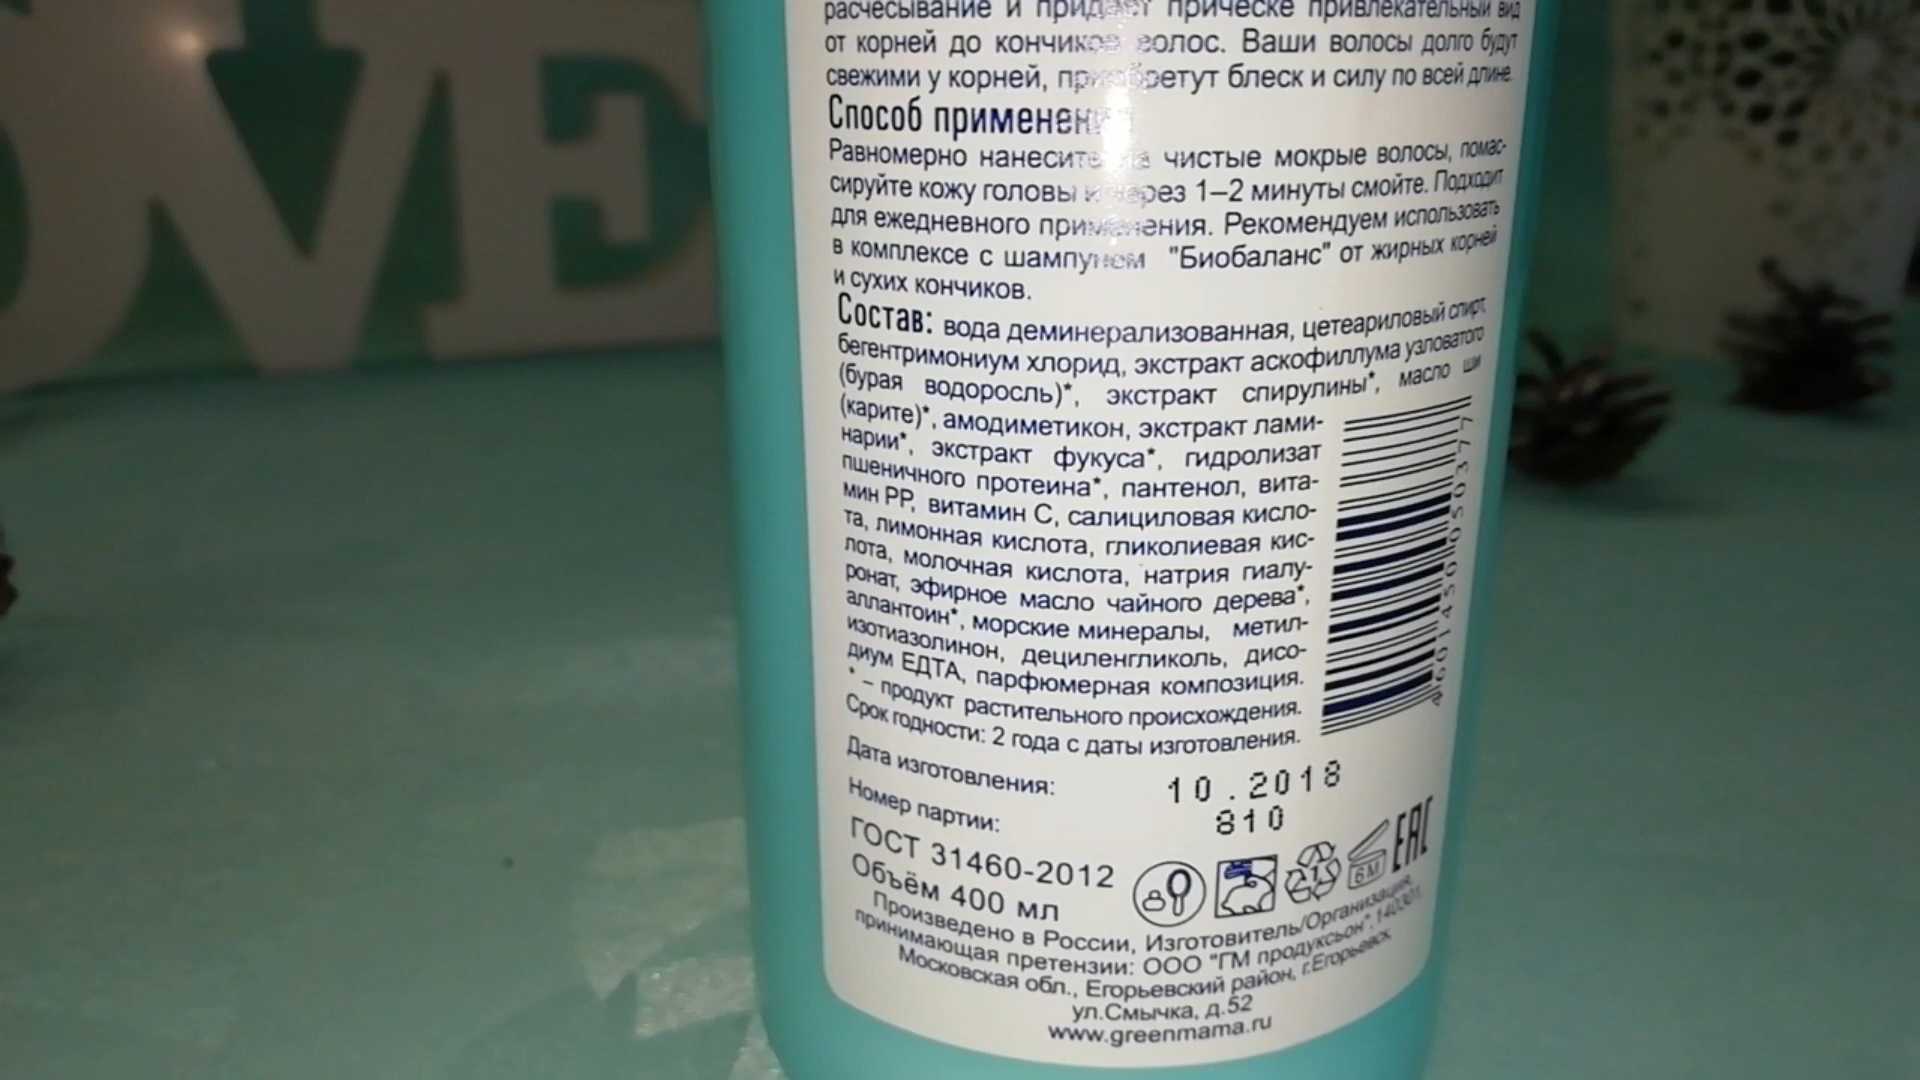 OVE
расчёсывание и придаёт прическе привлекательный вид
от корней до кончиков волос. Ваши волосы долго будут
свежими у корней, приобретут блеск и силу по всей длине.
Способ применения
Равномерно нанесите на чистые мокрые волосы, помас-
сируйте кожу головы и через 1–2 минуты смойте. Подходит
для ежедневного применения. Рекомендуем использовать
в комплексе с шампунем "Биобаланс" от жирных корней
и сухих кончиков.
Состав: вода деминерализованная, цетеариловый спирт,
бегентримониум хлорид, экстракт аскофиллума узловатого
(бурая водоросль)*, экстракт спирулины*, масло ши
(карите)*, амодиметикон, экстракт лами-
нарии*, экстракт фукуса*, гидролизат
пшеничного протеина*, пантенол, вита-
мин РР, витамин С, салициловая кисло-
та, лимонная кислота, гликолиевая кис-
лота, молочная кислота, натрия гиалу-
ронат, эфирное масло чайного дерева*,
аллантоин*, морские минералы, метил-
изотиазолинон, дециленгликоль, дисо-
диум ЕДТА, парфюмерная композиция.
* – продукт растительного происхождения.
Срок годности: 2 года с даты изготовления.
4601450050377
Дата изготовления: 10.2018
Номер партии: 810
ГОСТ 31460-2012
Объём 400 мл
1 6M EAC
Произведено в России, Изготовитель/Организация,
принимающая претензии: ООО "ГМ продуксьон", 140301,
Московская обл., Егорьевский район, г.Егорьевск,
ул.Смычка, д.52
www.greenmama.ru